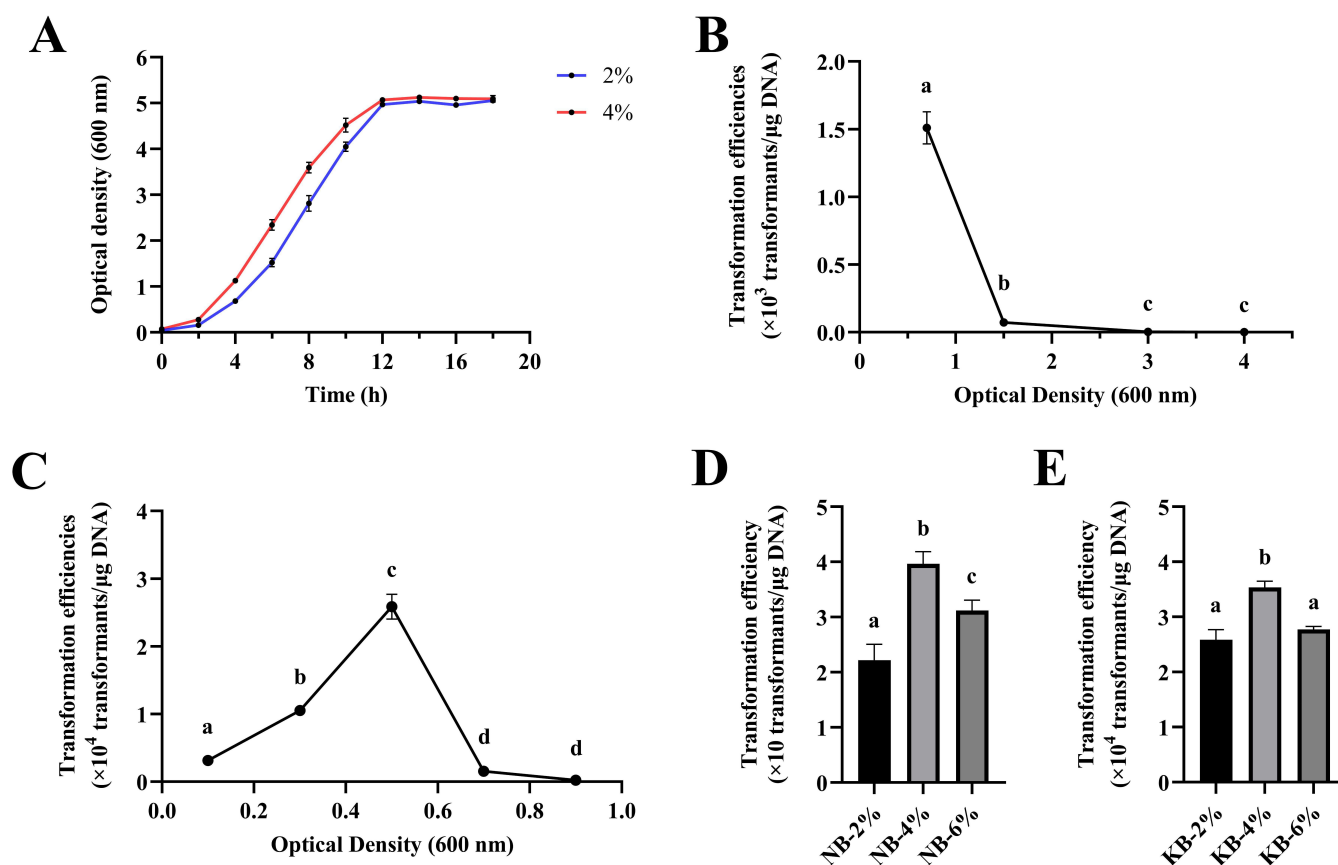 A
Optical density (600 nm)
6
5
4
3
2
1
0
0 4 8 12 16 20
Time (h)
2%
4%
B
Transformation efficiencies
(×10³ transformants/μg DNA)
2.0
1.5
1.0
0.5
0.0
a
b
c
c
0 1 2 3 4
Optical Density (600 nm)
C
Transformation efficiencies
(×10⁴ transformants/μg DNA)
4
3
2
1
0
a
b
c
d
d
0.0 0.2 0.4 0.6 0.8 1.0
Optical Density (600 nm)
D
Transformation efficiency
(×10 transformants/μg DNA)
5
4
3
2
1
0
a
b
c
NB-2% NB-4% NB-6%
E
Transformation efficiency
(×10⁴ transformants/μg DNA)
5
4
3
2
1
0
a
b
a
KB-2% KB-4% KB-6%